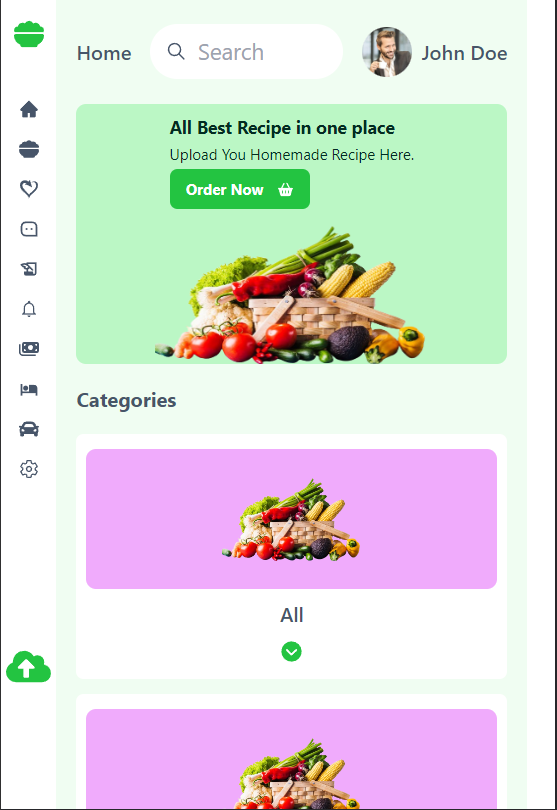 Home
Search
John Doe
All Best Recipe in one place
Upload You Homemade Recipe Here.
Order Now
Categories
All